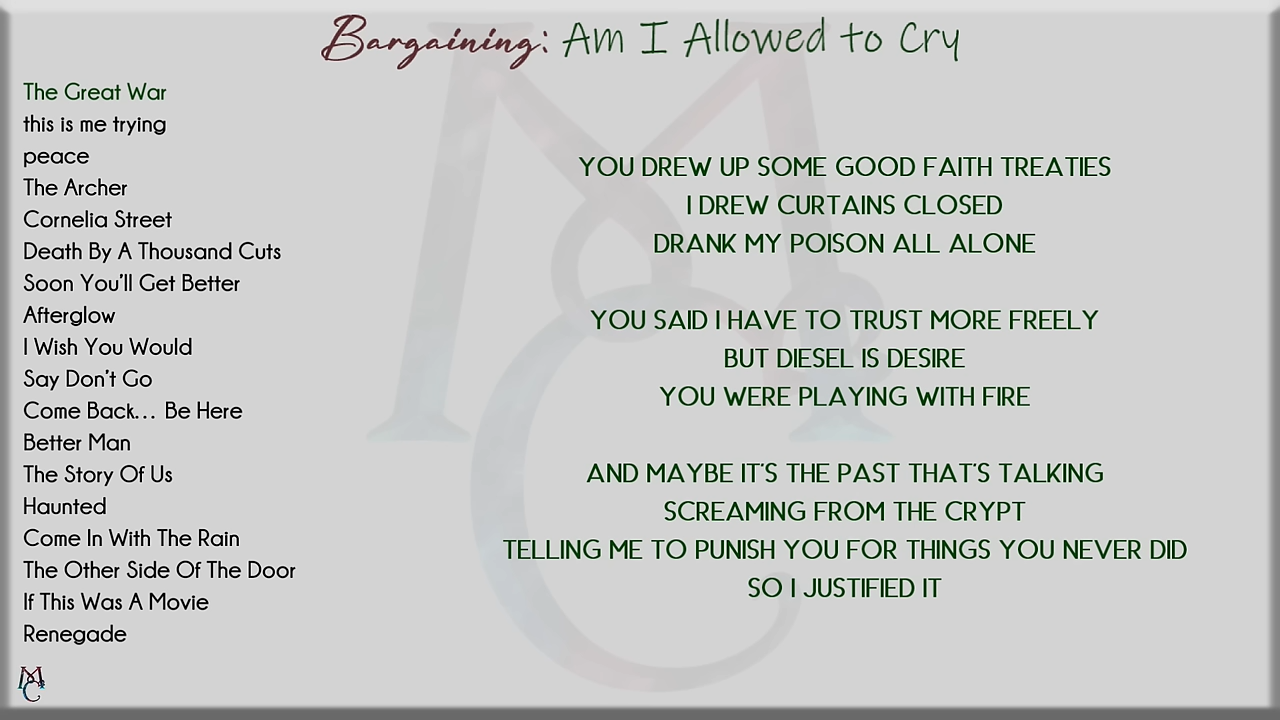 Bargaining: Am I Allowed to Cry
The Great War
this is me trying
peace
The Archer
Cornelia Street
Death By A Thousand Cuts
Soon You'll Get Better
Afterglow
I Wish You Would
Say Don't Go
Come Back... Be Here
Better Man
The Story Of Us
Haunted
Come In With The Rain
The Other Side Of The Door
If This Was A Movie
Renegade
YOU DREW UP SOME GOOD FAITH TREATIES
I DREW CURTAINS CLOSED
DRANK MY POISON ALL ALONE
YOU SAID I HAVE TO TRUST MORE FREELY
BUT DIESEL IS DESIRE
YOU WERE PLAYING WITH FIRE
AND MAYBE IT'S THE PAST THAT'S TALKING
SCREAMING FROM THE CRYPT
TELLING ME TO PUNISH YOU FOR THINGS YOU NEVER DID
SO I JUSTIFIED IT